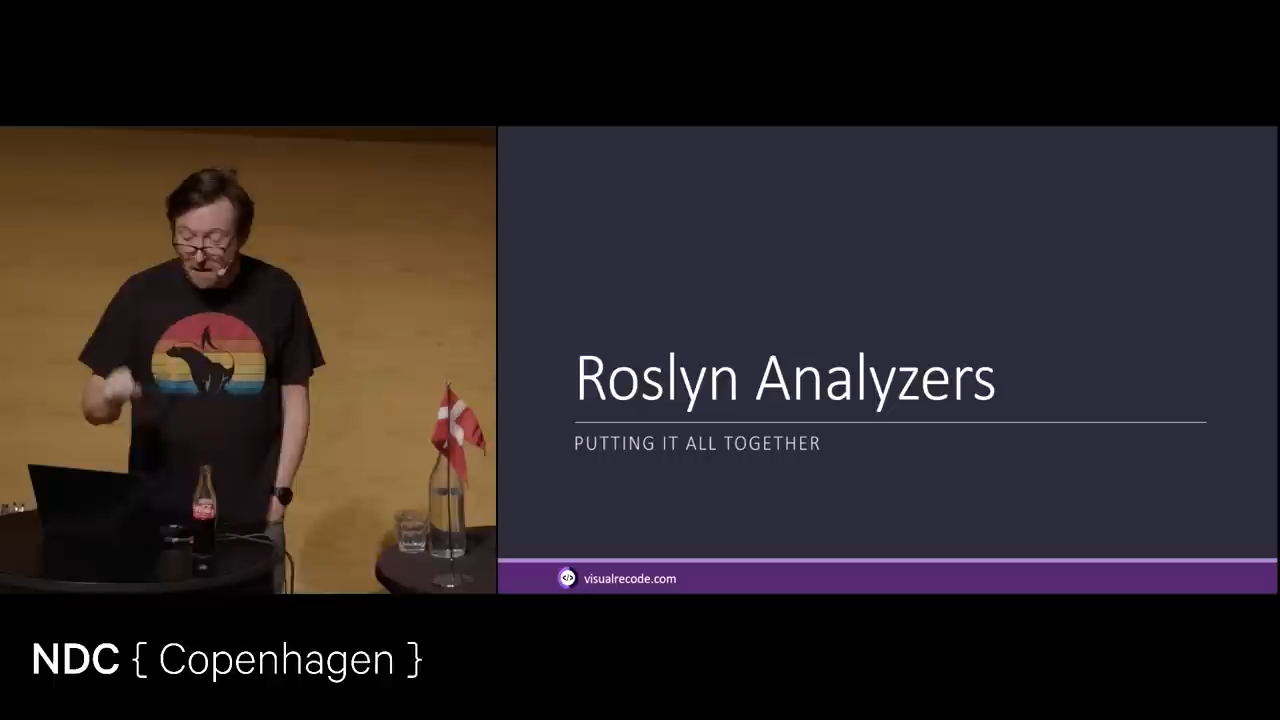 Roslyn Analyzers
PUTTING IT ALL TOGETHER
</> visualrecode.com
NDC { Copenhagen }